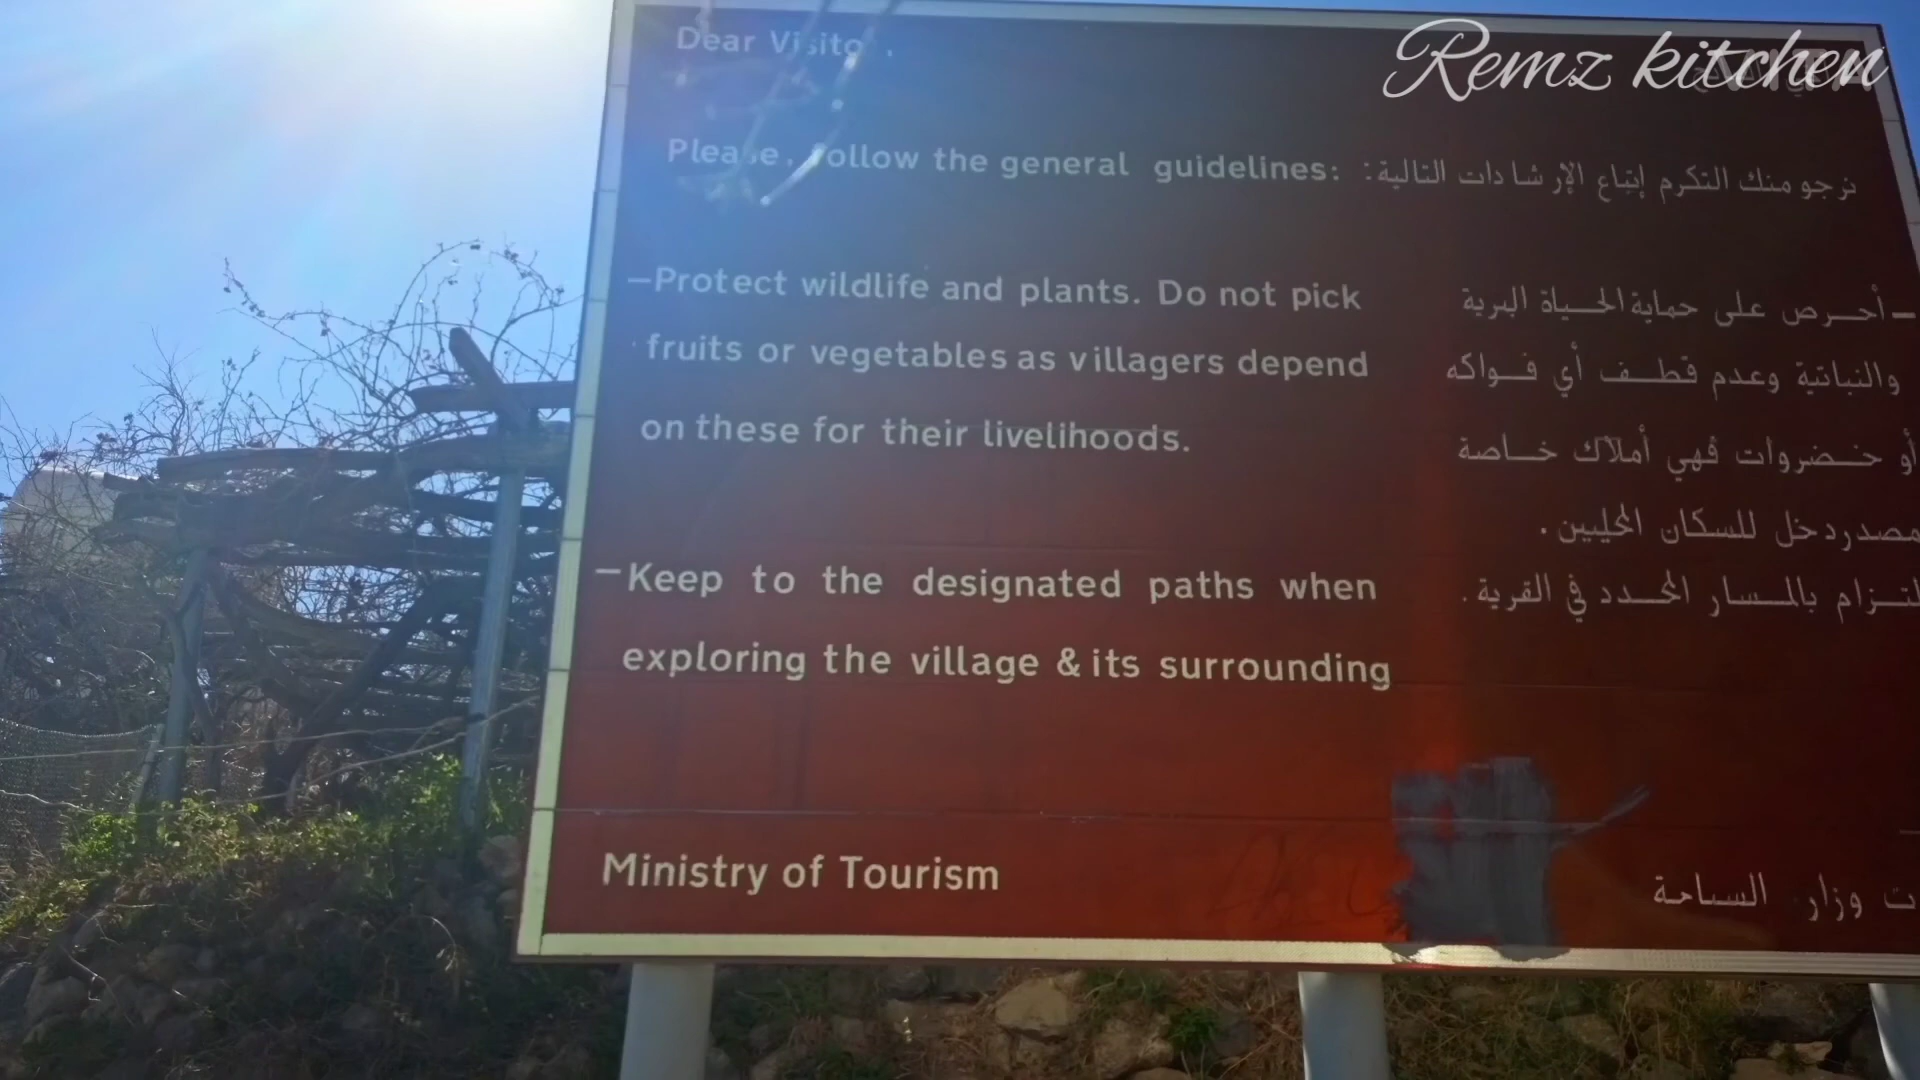 Remz kitchen
Dear Visitor,
Please, follow the general guidelines:
نرجو منك التكرم إتباع الإرشادات التالية:
–Protect wildlife and plants. Do not pick
fruits or vegetables as villagers depend
on these for their livelihoods.
– أحرص على حماية الحياة البرية
والنباتية وعدم قطف أي فواكه
أو خضروات فهي أملاك خاصة
مصدر دخل للسكان المحليين.
–Keep to the designated paths when
exploring the village & its surrounding
بالمسار المحدد في القرية.
Ministry of Tourism
السياحة